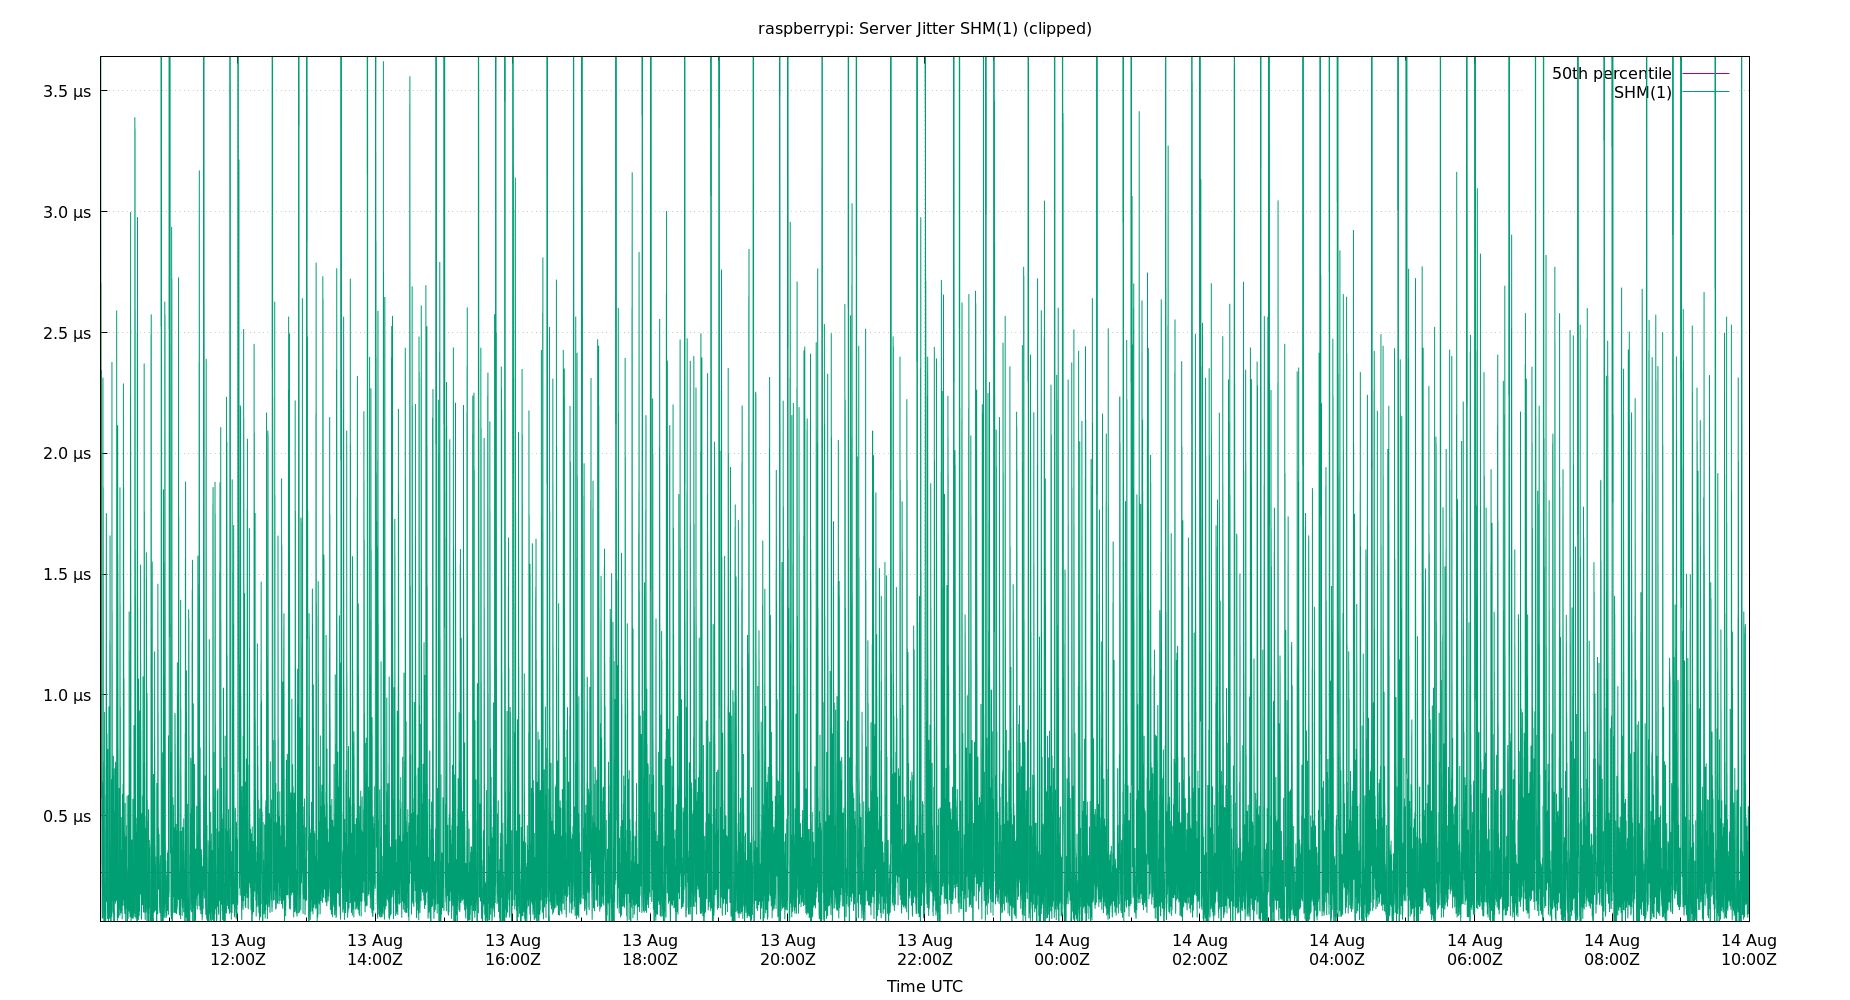 raspberrypi: Server Jitter SHM(1) (clipped)
50th percentile
SHM(1)
3.5 µs
3.0 µs
2.5 µs
2.0 µs
1.5 µs
1.0 µs
0.5 µs
13 Aug 13 Aug 13 Aug 13 Aug 13 Aug 13 Aug 14 Aug 14 Aug 14 Aug 14 Aug 14 Aug 14 Aug
12:00Z 14:00Z 16:00Z 18:00Z 20:00Z 22:00Z 00:00Z 02:00Z 04:00Z 06:00Z 08:00Z 10:00Z
Time UTC